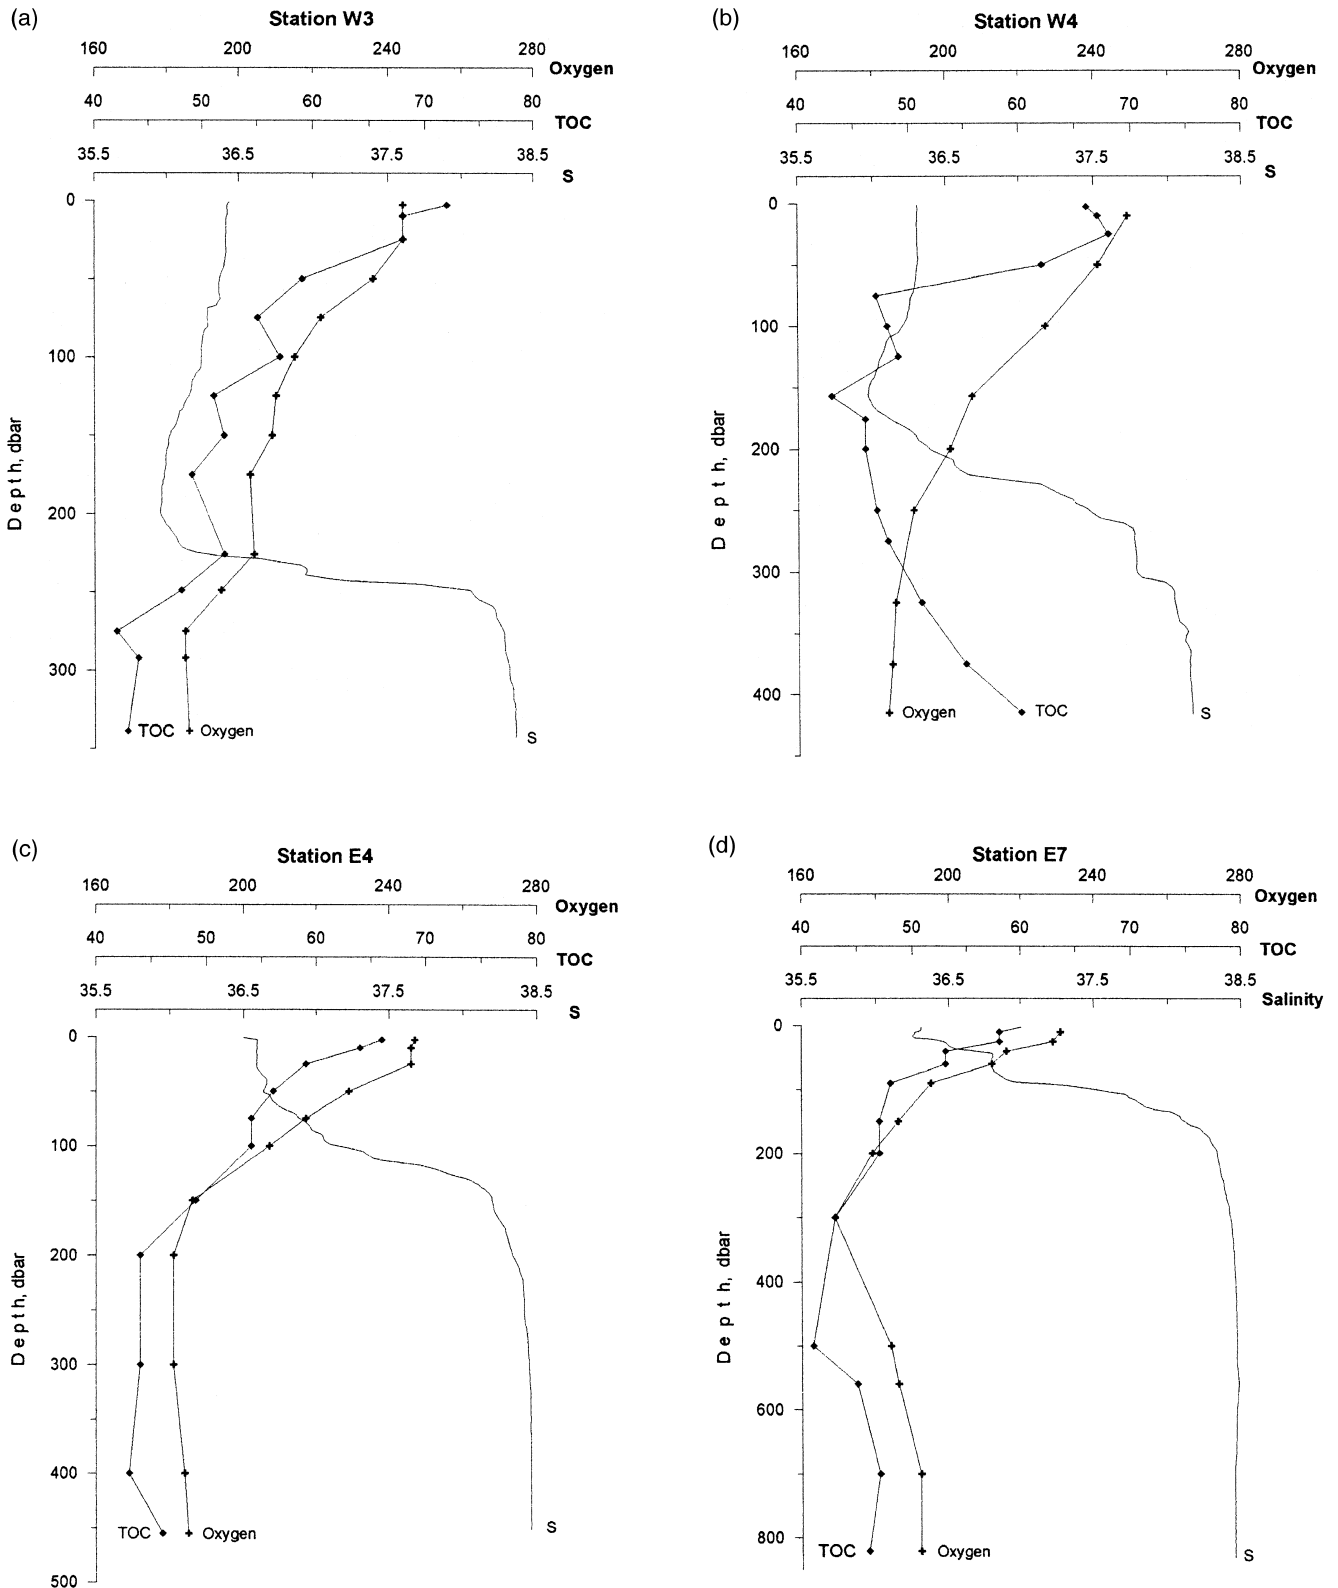 (a)
Station W3
160 200 240 280
Oxygen
40 50 60 70 80
TOC
35.5 36.5 37.5 38.5
S
0
100
200
300
Depth, dbar
TOC Oxygen
S
(b)
Station W4
160 200 240 280
Oxygen
40 50 60 70 80
TOC
35.5 36.5 37.5 38.5
S
0
100
200
300
400
Depth, dbar
Oxygen TOC S
(c)
Station E4
160 200 240 280
Oxygen
40 50 60 70 80
TOC
35.5 36.5 37.5 38.5
S
0
100
200
300
400
500
Depth, dbar
TOC Oxygen S
(d)
Station E7
160 200 240 280
Oxygen
40 50 60 70 80
TOC
35.5 36.5 37.5 38.5
Salinity
0
200
400
600
800
Depth, dbar
TOC Oxygen S